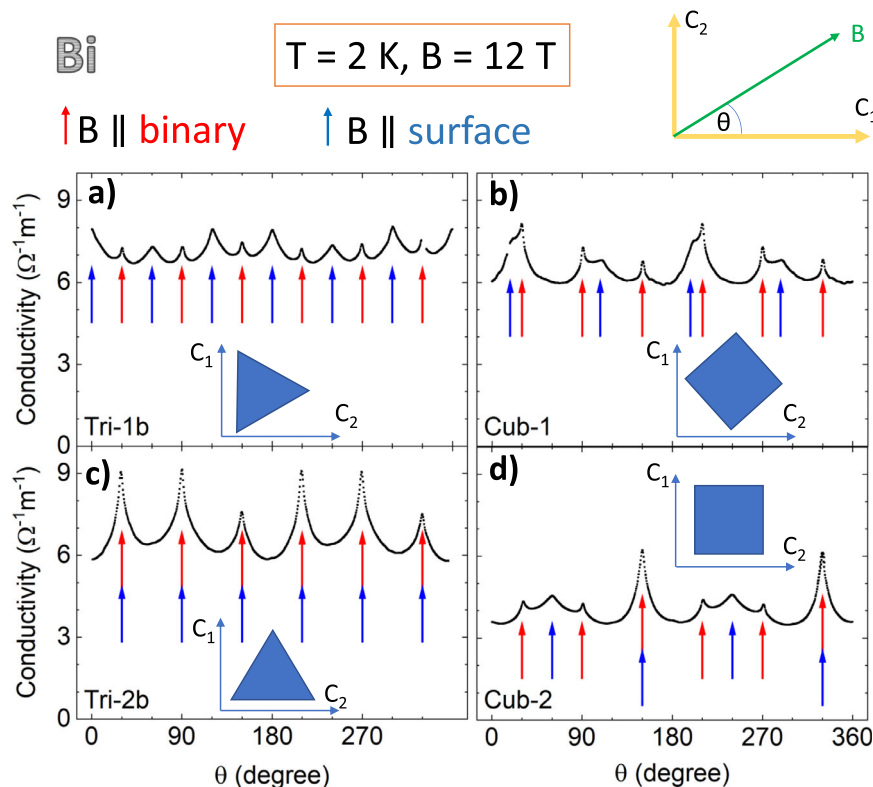 Bi
T = 2 K, B = 12 T
C2
B
θ
C1
B ∥ binary
B ∥ surface
a)
b)
Conductivity (Ω⁻¹m⁻¹)
9
6
3
0
C1
C2
Tri-1b
C1
C2
Cub-1
c)
d)
Conductivity (Ω⁻¹m⁻¹)
9
6
3
0
C1
C2
Tri-2b
C1
C2
Cub-2
0 90 180 270
0 90 180 270 360
θ (degree)
θ (degree)